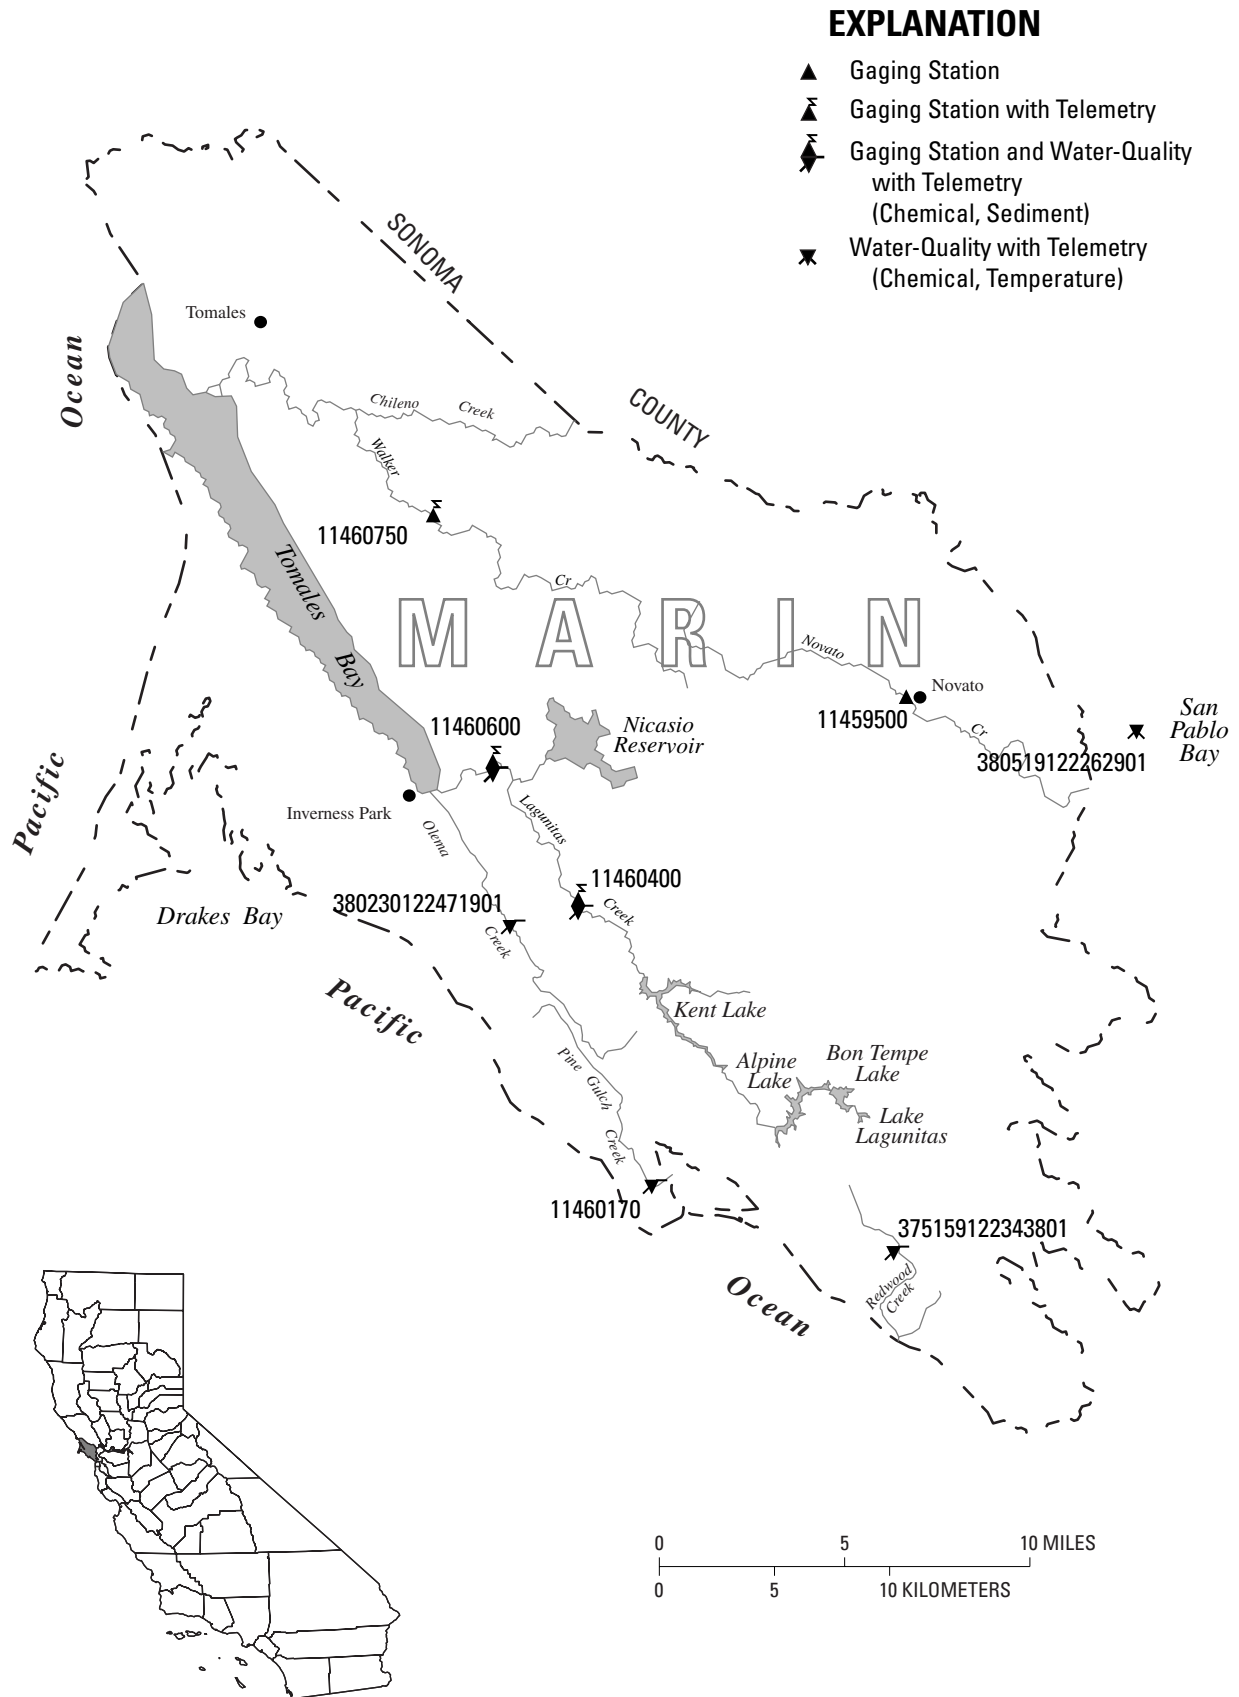 EXPLANATION
Gaging Station
Gaging Station with Telemetry
Gaging Station and Water-Quality
with Telemetry
(Chemical, Sediment)
Water-Quality with Telemetry
(Chemical, Temperature)
SONOMA
COUNTY
Tomales
Ocean
Chileno Creek
Walker
11460750
Cr
Tomales
Bay
MARIN
Novato
Novato
11459500
Cr
San
Pablo
Bay
380519122262901
11460600
Nicasio
Reservoir
Pacific
Inverness Park
Olema
Lagunitas
11460400
380230122471901
Creek
Creek
Drakes Bay
Pacific
Kent Lake
Pine Gulch
Creek
Alpine
Lake
Bon Tempe
Lake
Lake
Lagunitas
11460170
375159122343801
Redwood
Creek
Ocean
0 5 10 MILES
0 5 10 KILOMETERS